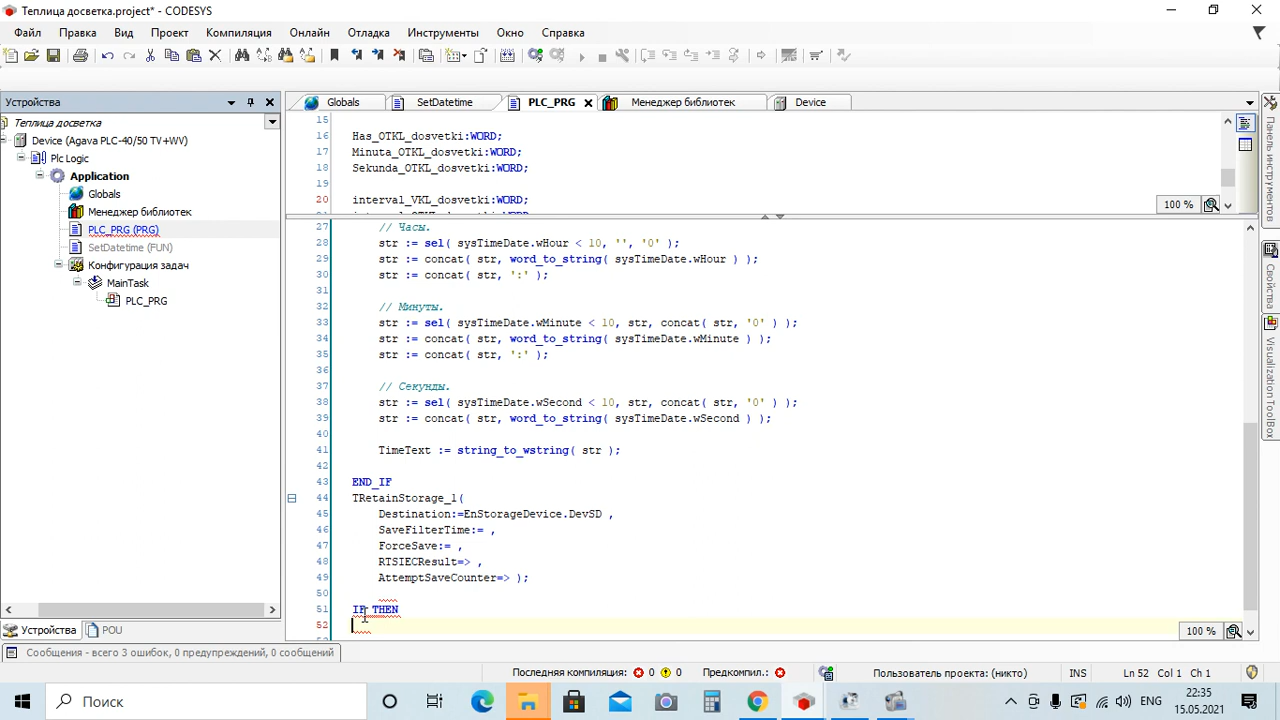 Теплица досветка.project* - CODESYS
Файл Правка Вид Проект Компиляция Онлайн Отладка Инструменты Окно Справка
Устройства
Globals SetDatetime PLC_PRG Менеджер библиотек Device
Теплица досветка
Device (Agava PLC-40/50 TV+WV)
Plc Logic
Application
Globals
Менеджер библиотек
PLC_PRG (PRG)
SetDatetime (FUN)
Конфигурация задач
MainTask
PLC_PRG
15
16 Has_OTKL_dosvetki:WORD;
17 Minuta_OTKL_dosvetki:WORD;
18 Sekunda_OTKL_dosvetki:WORD;
19
20 interval_VKL_dosvetki:WORD;
100 %
27 // Часы.
28 str := sel( sysTimeDate.wHour < 10, '', '0' );
29 str := concat( str, word_to_string( sysTimeDate.wHour ) );
30 str := concat( str, ':' );
31
32 // Минуты.
33 str := sel( sysTimeDate.wMinute < 10, str, concat( str, '0' ) );
34 str := concat( str, word_to_string( sysTimeDate.wMinute ) );
35 str := concat( str, ':' );
36
37 // Секунды.
38 str := sel( sysTimeDate.wSecond < 10, str, concat( str, '0' ) );
39 str := concat( str, word_to_string( sysTimeDate.wSecond ) );
40
41 TimeText := string_to_wstring( str );
42
43 END_IF
44 TRetainStorage_1(
45 Destination:=EnStorageDevice.DevSD ,
46 SaveFilterTime:= ,
47 ForceSave:= ,
48 RTSIECResult=> ,
49 AttemptSaveCounter=> );
50
51 IF THEN
52
100 %
Панель инструментов
Свойства
Visualization ToolBox
Устройства POU
Сообщения - всего 3 ошибок, 0 предупреждений, 0 сообщений
Последняя компиляция: 0 0 Предкомпил.: Пользователь проекта: (никто) INS Ln 52 Col 1 Ch 1
Поиск
ENG
22:35
15.05.2021